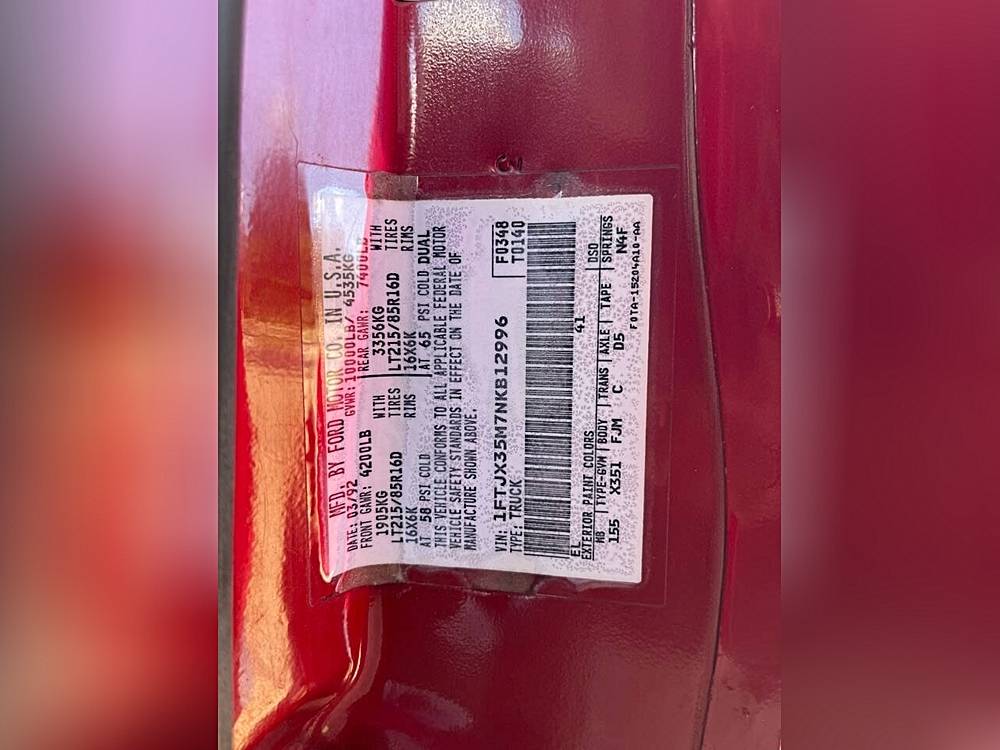 MFD. BY FORD MOTOR CO. IN U.S.A.
DATE: 03/92 GVWR: 10000LB/ 4535KG
FRONT GAWR: 4200LB REAR GAWR: 7400LB
1905KG WITH 3356KG WITH
LT215/85R16D TIRES LT215/85R16D TIRES
16X6K RIMS 16X6K RIMS
AT 58 PSI COLD AT 65 PSI COLD DUAL
THIS VEHICLE CONFORMS TO ALL APPLICABLE FEDERAL MOTOR
VEHICLE SAFETY STANDARDS IN EFFECT ON THE DATE OF
MANUFACTURE SHOWN ABOVE.
VIN: 1FTJX35M7NKB12996 F0348
TYPE: TRUCK T0140
EL 41
EXTERIOR PAINT COLORS DSO
WB TYPE-GVW BODY TRANS AXLE TAPE SPRINGS
155 X351 FJM C D5 N4F
F0TA-15204A10-AA